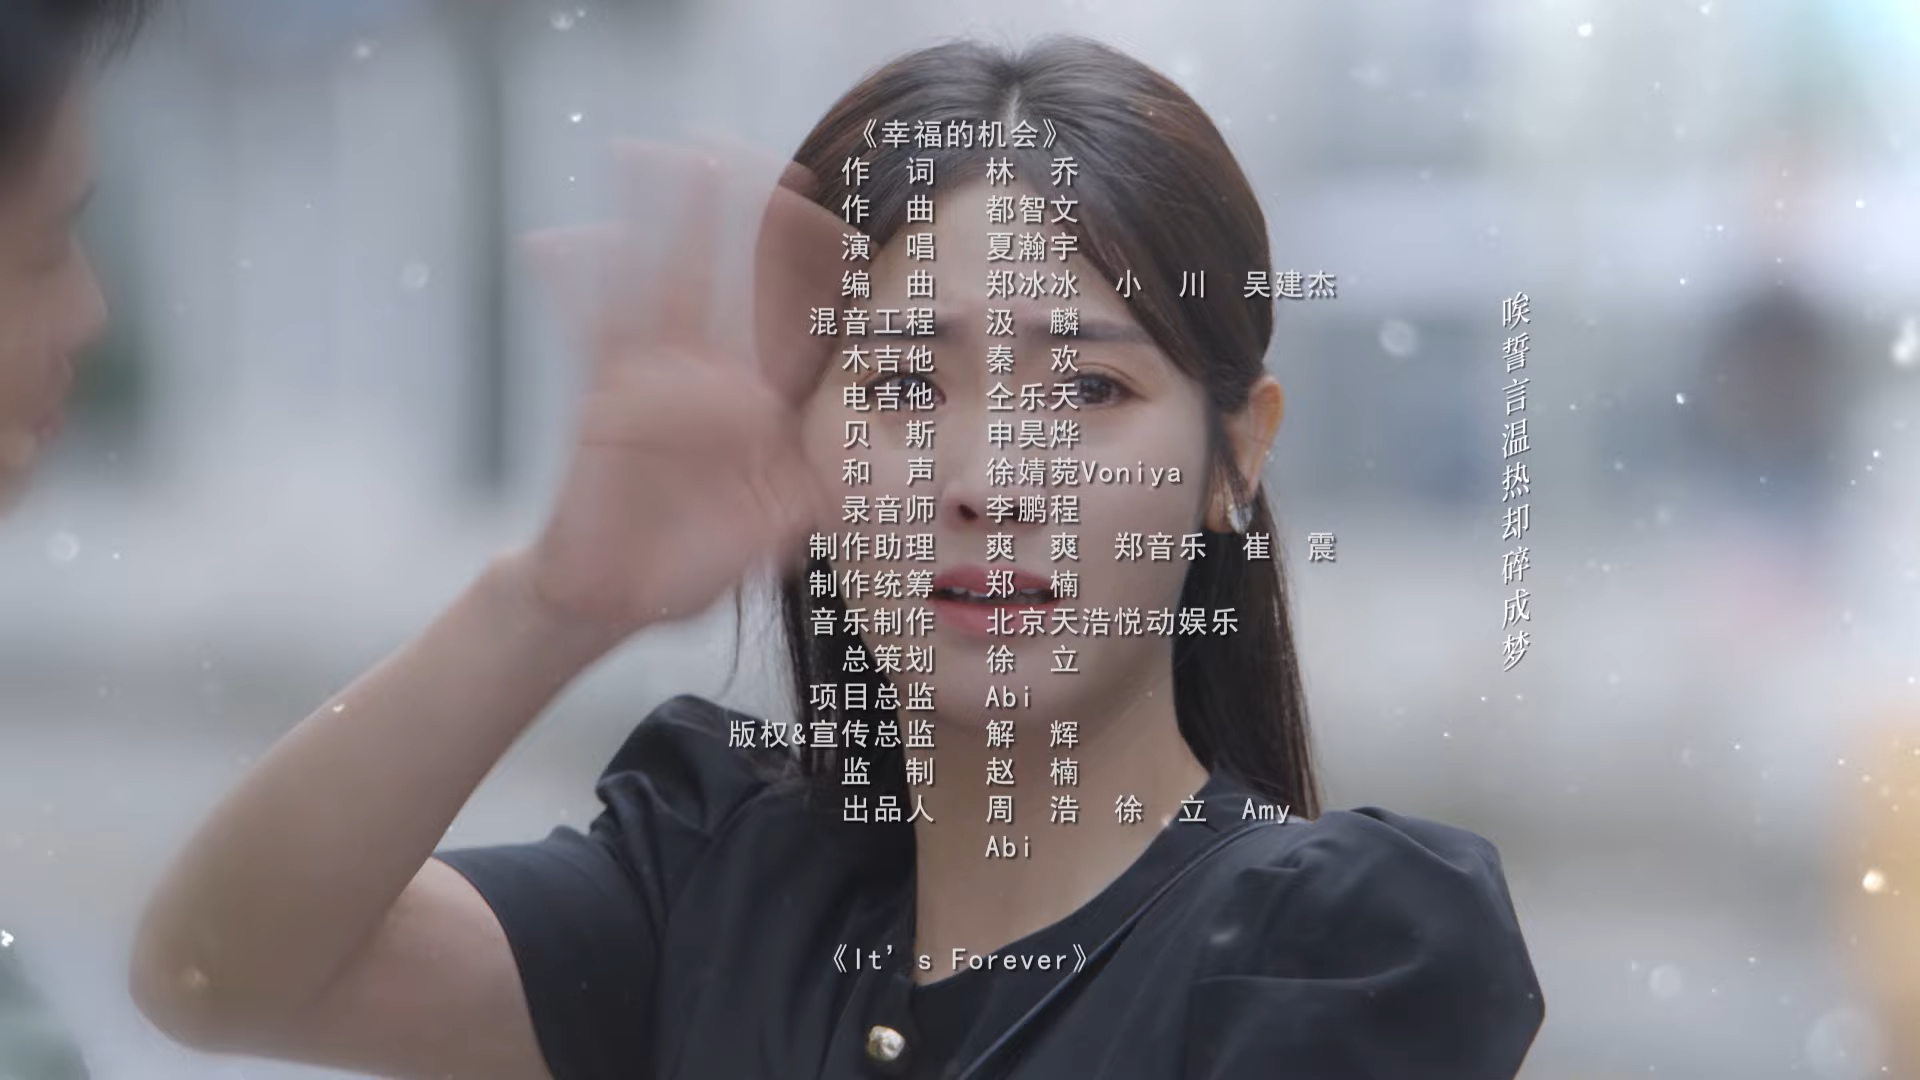 《幸福的机会》
作 词 林 乔
作 曲 都智文
演 唱 夏瀚宇
编 曲 郑冰冰 小 川 吴建杰
混音工程 汲 麟
木吉他 秦 欢
电吉他 仝乐天
贝 斯 申昊烨
和 声 徐婧菀Voniya
录音师 李鹏程
制作助理 爽 爽 郑音乐 崔 震
制作统筹 郑 楠
音乐制作 北京天浩悦动娱乐
总策划 徐 立
项目总监 Abi
版权&宣传总监 解 辉
监 制 赵 楠
出品人 周 浩 徐 立 Amy
Abi
《It's Forever》
唉誓言温热却碎成梦